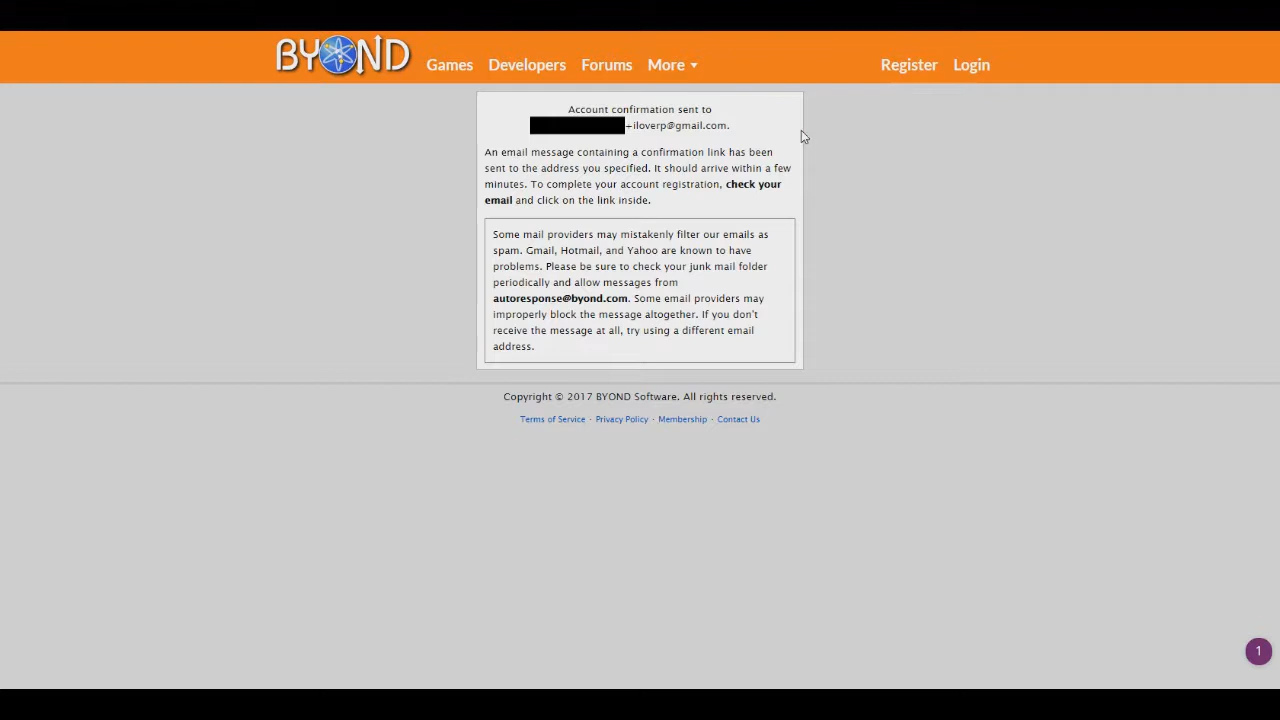 BYOND
Games Developers Forums More Register Login
Account confirmation sent to
+iloverp@gmail.com.
An email message containing a confirmation link has been
sent to the address you specified. It should arrive within a few
minutes. To complete your account registration, check your
email and click on the link inside.
Some mail providers may mistakenly filter our emails as
spam. Gmail, Hotmail, and Yahoo are known to have
problems. Please be sure to check your junk mail folder
periodically and allow messages from
autoresponse@byond.com. Some email providers may
improperly block the message altogether. If you don't
receive the message at all, try using a different email
address.
Copyright © 2017 BYOND Software. All rights reserved.
Terms of Service · Privacy Policy · Membership · Contact Us
1